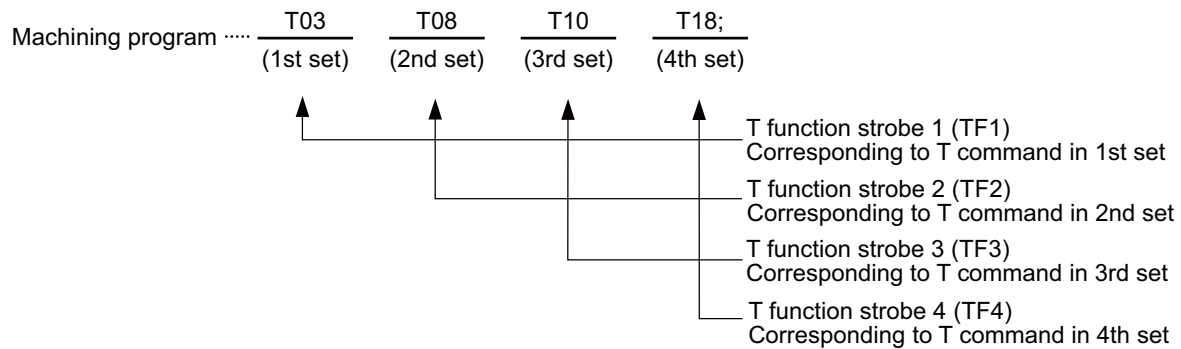 Machining program ····· T03 T08 T10 T18;
(1st set) (2nd set) (3rd set) (4th set)
T function strobe 1 (TF1)
Corresponding to T command in 1st set
T function strobe 2 (TF2)
Corresponding to T command in 2nd set
T function strobe 3 (TF3)
Corresponding to T command in 3rd set
T function strobe 4 (TF4)
Corresponding to T command in 4th set